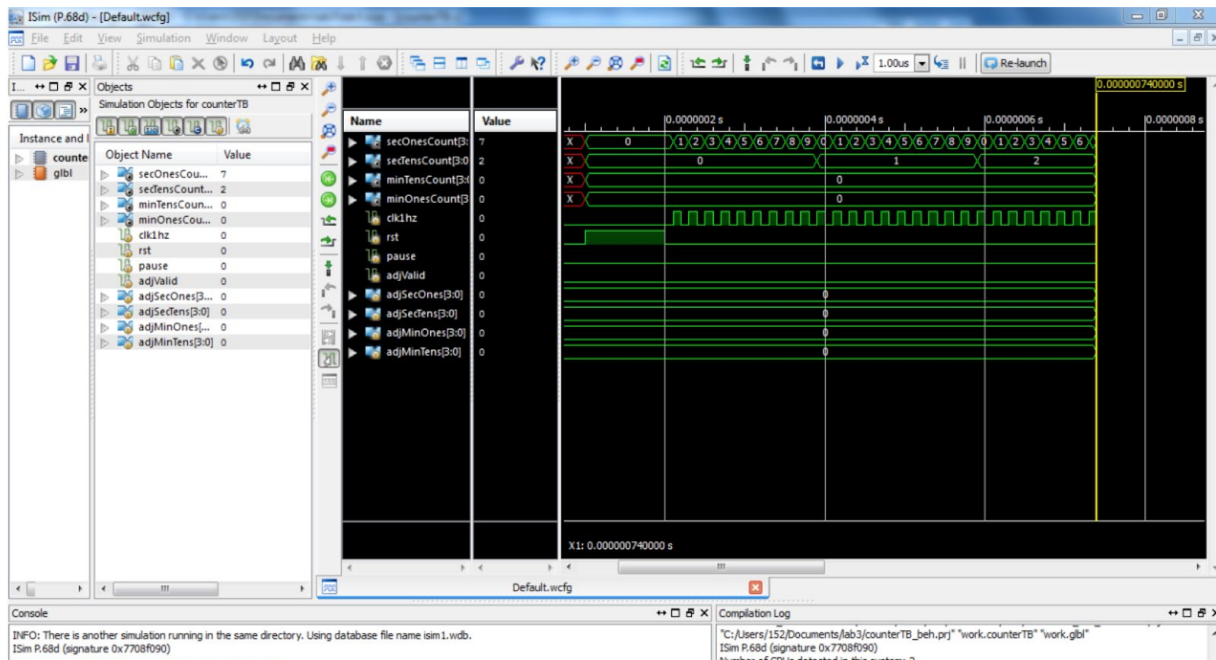 ISim (P.68d) - [Default.wcfg]
File Edit View Simulation Window Layout Help
1.00us Re-launch
I... Objects
Simulation Objects for counterTB
Instance and I
counte
glbl
Object Name Value
secOnesCou... 7
secTensCount... 2
minTensCoun... 0
minOnesCou... 0
clk1hz 0
rst 0
pause 0
adjValid 0
adjSecOnes[3... 0
adjSecTens[3:0] 0
adjMinOnes[... 0
adjMinTens[3:0] 0
Name Value
secOnesCount[3: 7
secTensCount[3:0 2
minTensCount[3:( 0
minOnesCount[3 0
clk1hz 0
rst 0
pause 0
adjValid 0
adjSecOnes[3:0] 0
adjSecTens[3:0] 0
adjMinOnes[3:0] 0
adjMinTens[3:0] 0
0.000000740000 s
0.0000002 s 0.0000004 s 0.0000006 s 0.0000008 s
X 0 1 2 3 4 5 6 7 8 9 0 1 2 3 4 5 6 7 8 9 0 1 2 3 4 5 6
X 0 1 2
X 0
X 0
0
0
0
0
X1: 0.000000740000 s
Default.wcfg
Console
INFO: There is another simulation running in the same directory. Using database file name isim1.wdb.
ISim P.68d (signature 0x7708f090)
Compilation Log
"C:/Users/152/Documents/lab3/counterTB_beh.prj" "work.counterTB" "work.glbl"
ISim P.68d (signature 0x7708f090)
Number of CPUs detected in this system: 2